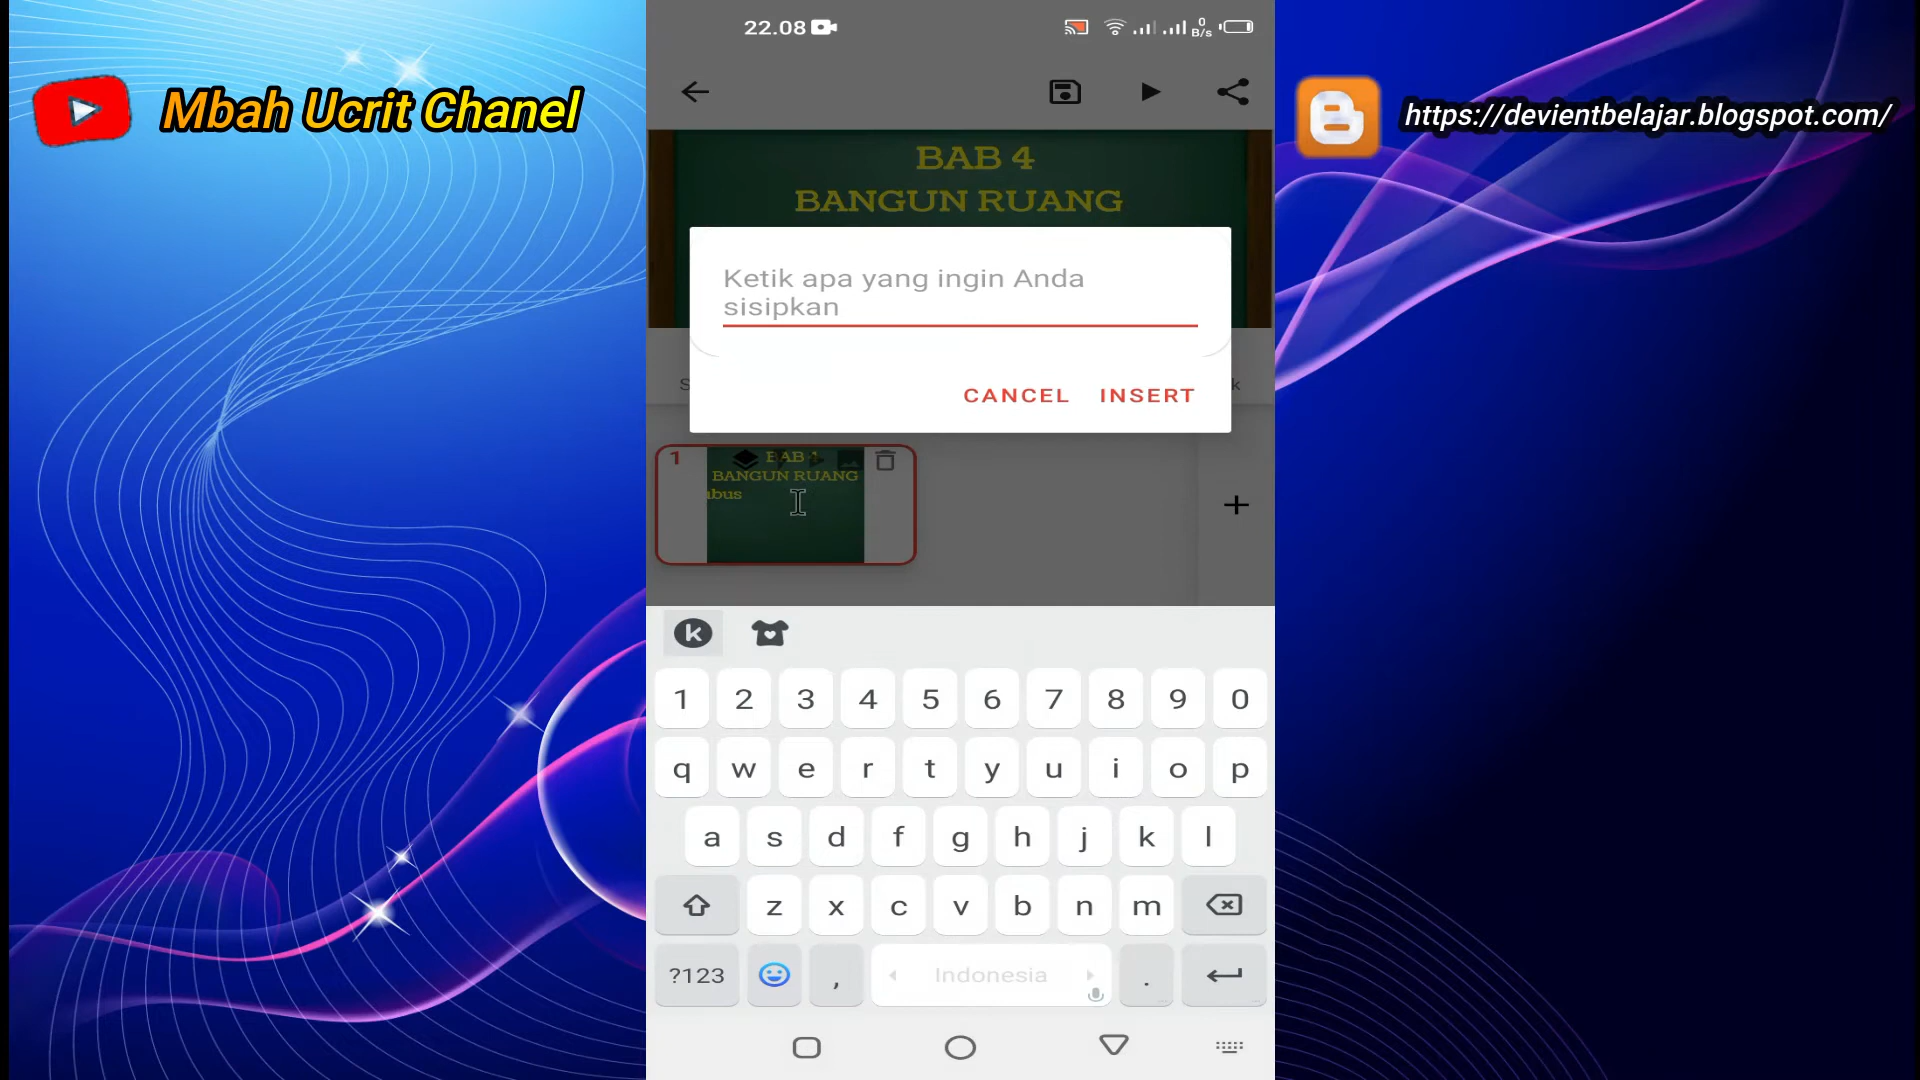 22.08
0
B/s
Mbah Ucrit Chanel
https://devientbelajar.blogspot.com/
BAB 4
BANGUN RUANG
Ketik apa yang ingin Anda
sisipkan
S
k
CANCEL INSERT
1
BAB 4
BANGUN RUANG
bus
1 2 3 4 5 6 7 8 9 0
q w e r t y u i o p
a s d f g h j k l
z x c v b n m
?123 , Indonesia .